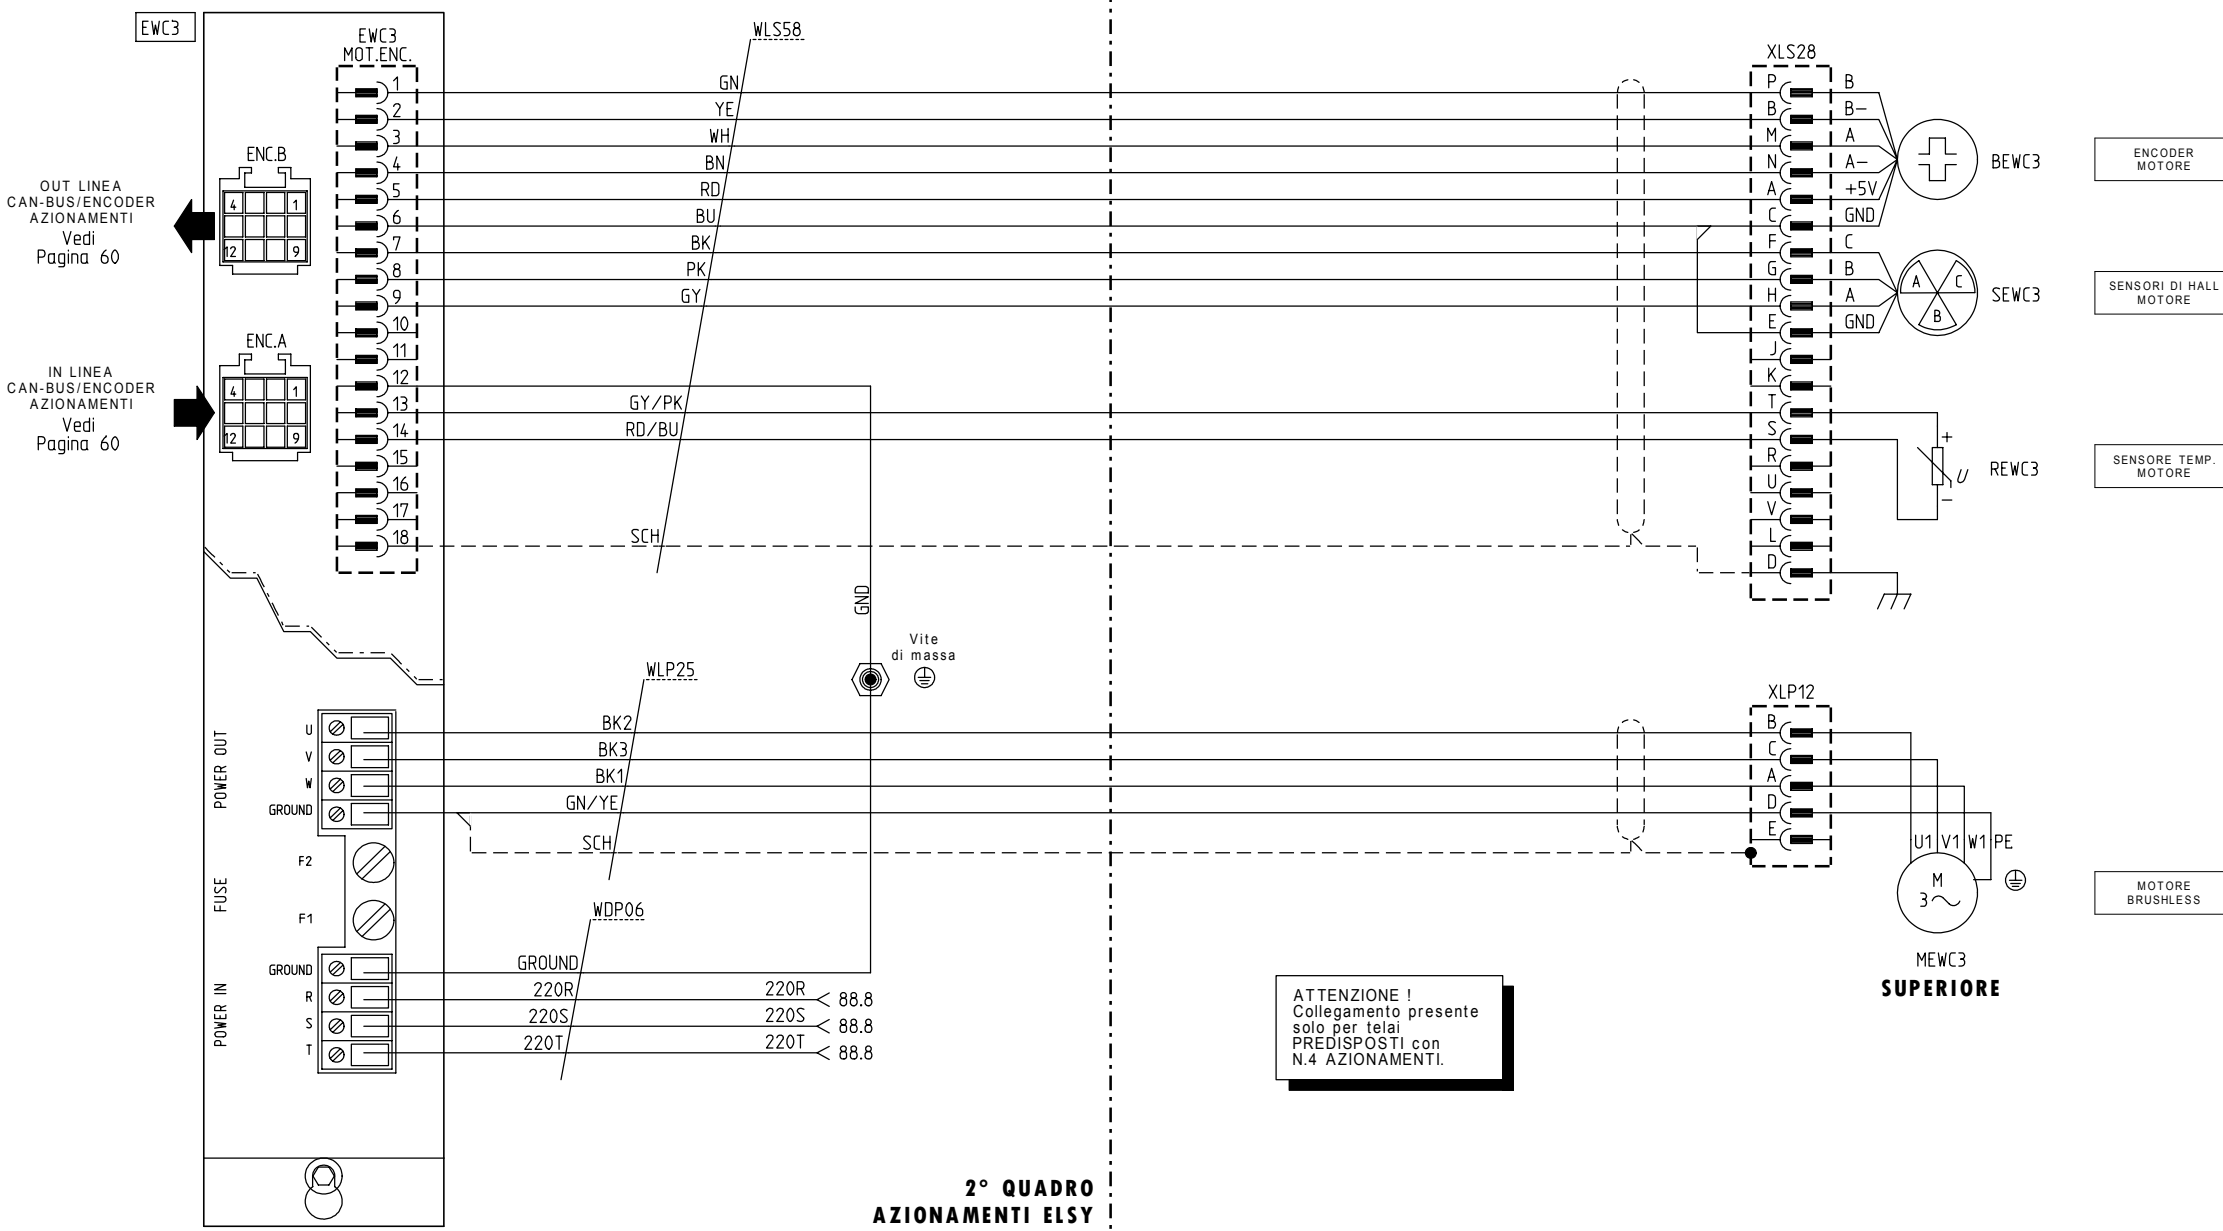 EWC3
EWC3
MOT.ENC.
1
2
3
4
5
6
7
8
9
10
11
12
13
14
15
16
17
18
ENC.B
4
1
12
9
OUT LINEA
CAN-BUS/ENCODER
AZIONAMENTI
Vedi
Pagina 60
ENC.A
4
1
12
9
IN LINEA
CAN-BUS/ENCODER
AZIONAMENTI
Vedi
Pagina 60
WLS58
GN
YE
WH
BN
RD
BU
BK
PK
GY
GY/PK
RD/BU
SCH
GND
Vite
di massa
XLS28
P
B
M
N
A
C
F
G
H
E
J
K
T
S
R
U
V
L
D
B
B-
A
A-
+5V
GND
C
B
A
GND
BEWC3
ENCODER
MOTORE
A
C
B
SEWC3
SENSORI DI HALL
MOTORE
+
U
-
REWC3
SENSORE TEMP.
MOTORE
WLP25
BK2
BK3
BK1
GN/YE
SCH
POWER OUT
U
V
W
GROUND
FUSE
F2
F1
POWER IN
GROUND
R
S
T
WDP06
GROUND
220R
220R
88.8
220S
220S
88.8
220T
220T
88.8
XLP12
B
C
A
D
E
U1
V1
W1
PE
M
3
MEWC3
SUPERIORE
MOTORE
BRUSHLESS
ATTENZIONE !
Collegamento presente
solo per telai
PREDISPOSTI con
N.4 AZIONAMENTI.
2° QUADRO
AZIONAMENTI ELSY